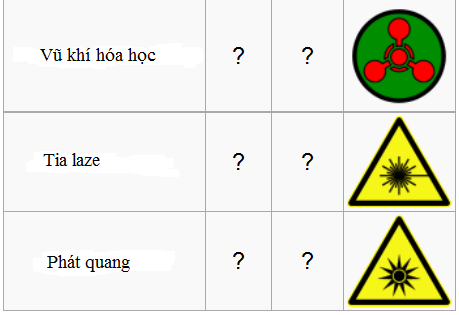 Vũ khí hóa học ? ?
Tia laze ? ?
Phát quang ? ?